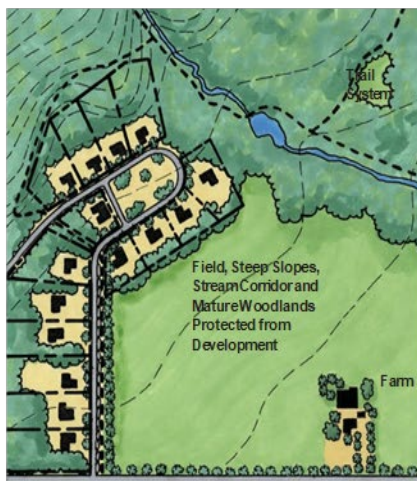 Trail
System
Field, Steep Slopes,
Stream Corridor and
Mature Woodlands
Protected from
Development
Farm